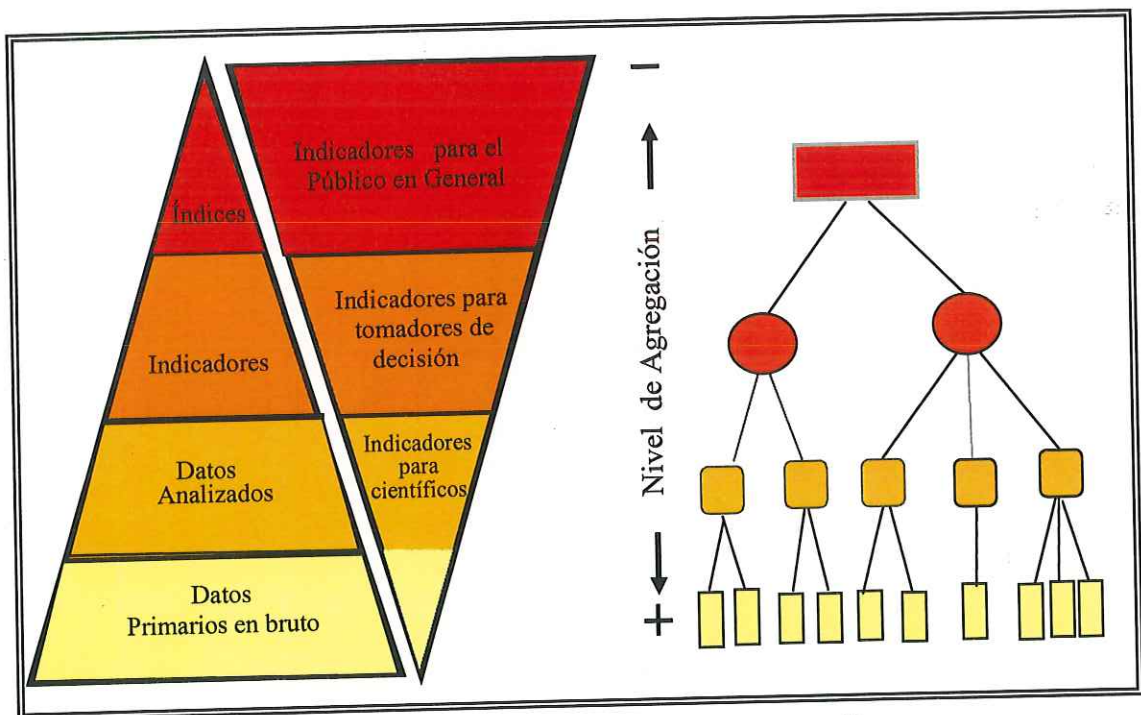 Índices
Indicadores
Datos
Analizados
Datos
Primarios en bruto
Indicadores para el
Público en General
Indicadores para
tomadores de
decisión
Indicadores
para
científicos
−
Nivel de Agregación
+